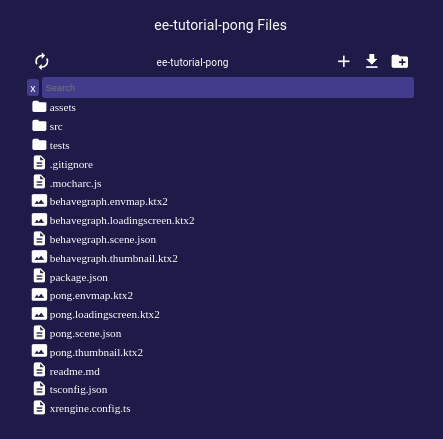 ee-tutorial-pong Files
ee-tutorial-pong
x Search
assets
src
tests
.gitignore
.mocharc.js
behavegraph.envmap.ktx2
behavegraph.loadingscreen.ktx2
behavegraph.scene.json
behavegraph.thumbnail.ktx2
package.json
pong.envmap.ktx2
pong.loadingscreen.ktx2
pong.scene.json
pong.thumbnail.ktx2
readme.md
tsconfig.json
xrengine.config.ts